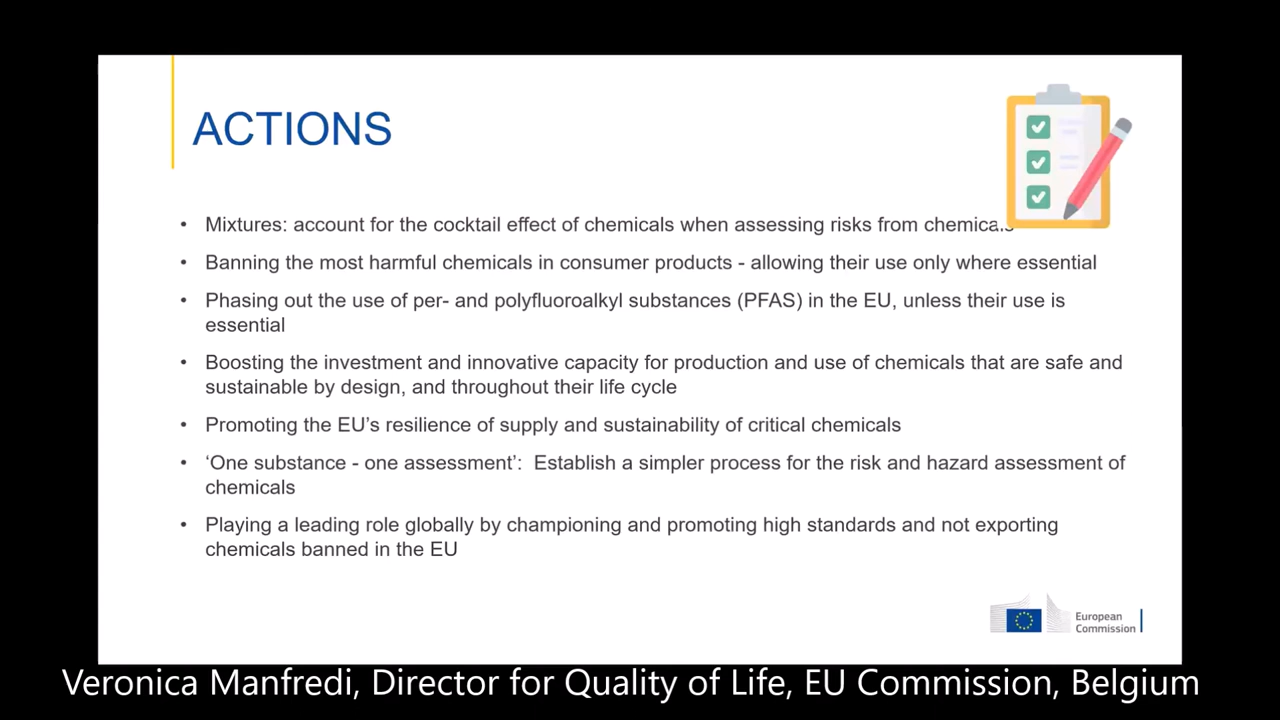 ACTIONS
• Mixtures: account for the cocktail effect of chemicals when assessing risks from chemicals
• Banning the most harmful chemicals in consumer products - allowing their use only where essential
• Phasing out the use of per- and polyfluoroalkyl substances (PFAS) in the EU, unless their use is
essential
• Boosting the investment and innovative capacity for production and use of chemicals that are safe and
sustainable by design, and throughout their life cycle
• Promoting the EU’s resilience of supply and sustainability of critical chemicals
• ‘One substance - one assessment’: Establish a simpler process for the risk and hazard assessment of
chemicals
• Playing a leading role globally by championing and promoting high standards and not exporting
chemicals banned in the EU
European
Commission
Veronica Manfredi, Director for Quality of Life, EU Commission, Belgium